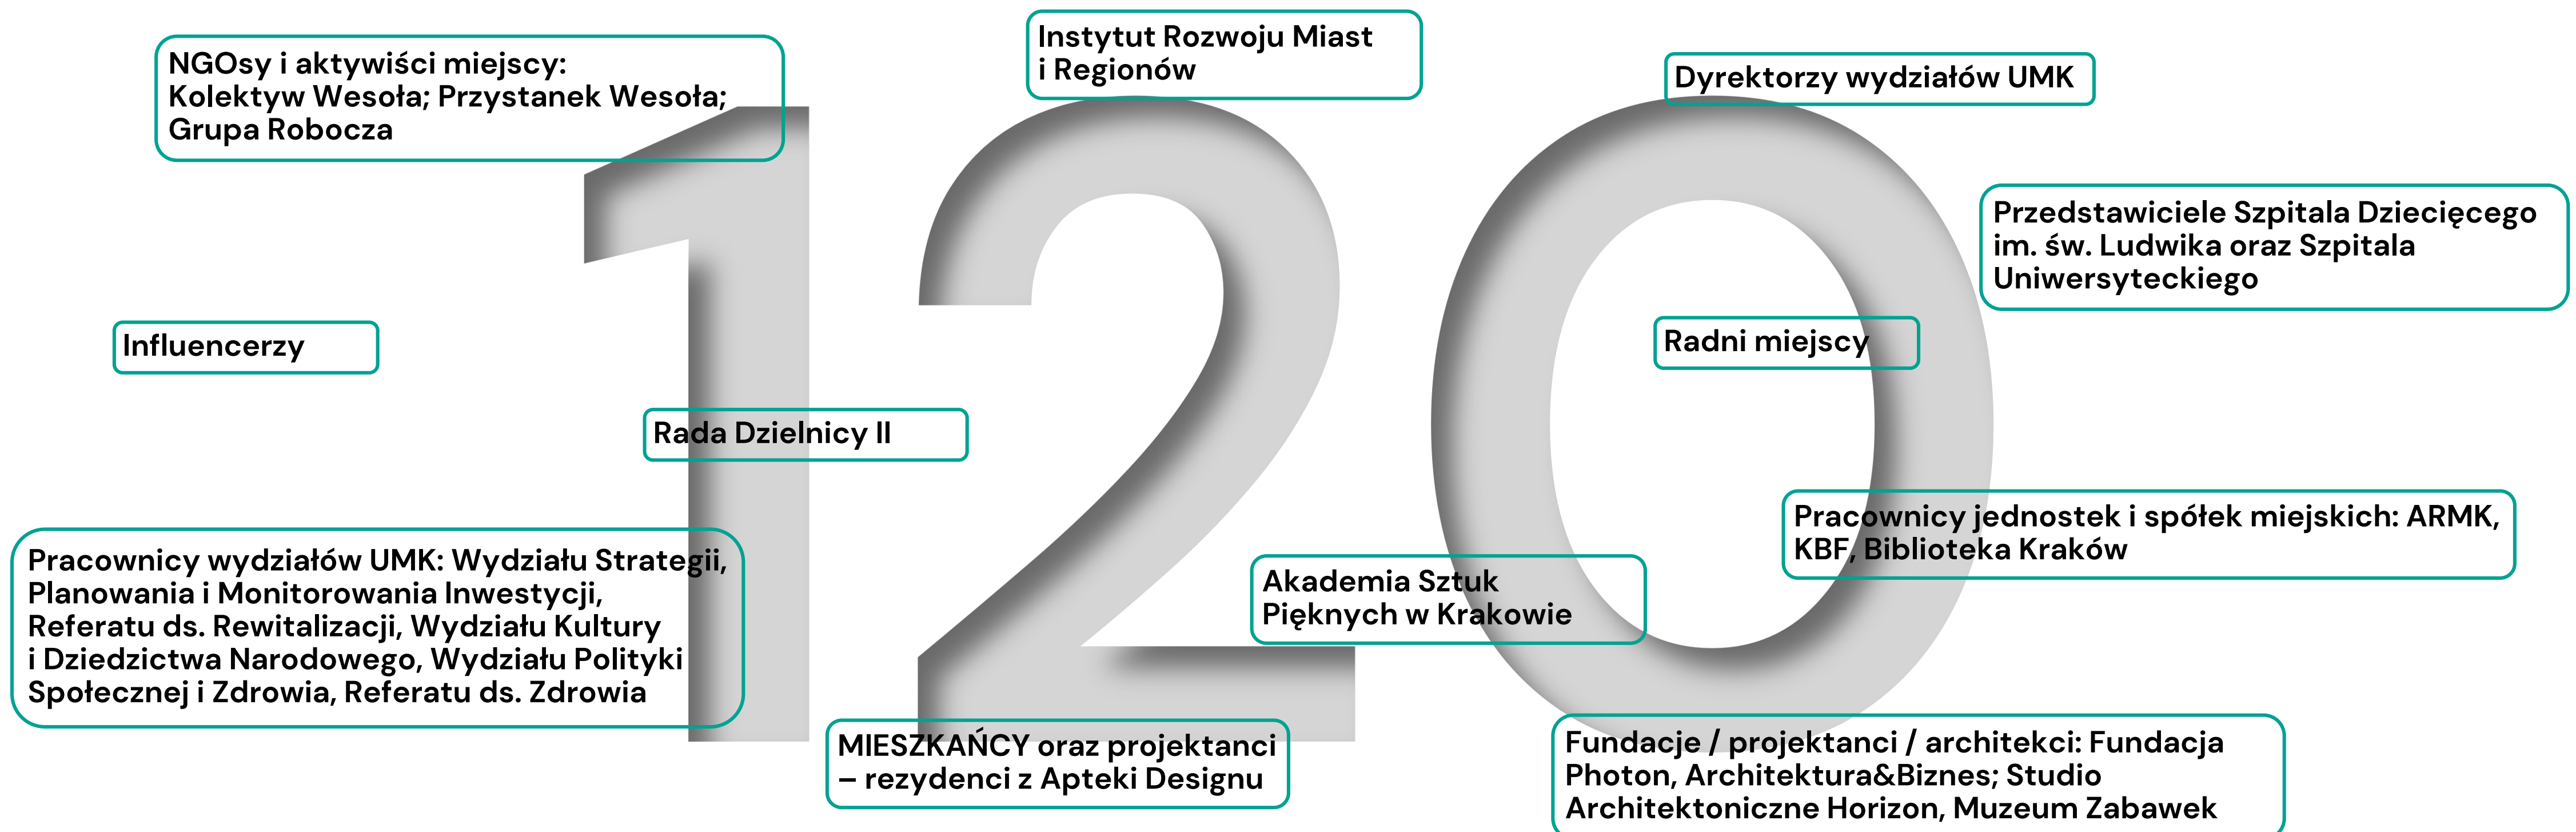 NGOsy i aktywiści miejscy:
Kolektyw Wesoła; Przystanek Wesoła;
Grupa Robocza
Instytut Rozwoju Miast
i Regionów
Dyrektorzy wydziałów UMK
Przedstawiciele Szpitala Dziecięcego
im. św. Ludwika oraz Szpitala
Uniwersyteckiego
120
Influencerzy
Radni miejscy
Rada Dzielnicy II
Pracownicy jednostek i spółek miejskich: ARMK,
KBF, Biblioteka Kraków
Pracownicy wydziałów UMK: Wydziału Strategii,
Planowania i Monitorowania Inwestycji,
Referatu ds. Rewitalizacji, Wydziału Kultury
i Dziedzictwa Narodowego, Wydziału Polityki
Społecznej i Zdrowia, Referatu ds. Zdrowia
Akademia Sztuk
Pięknych w Krakowie
MIESZKAŃCY oraz projektanci
– rezydenci z Apteki Designu
Fundacje / projektanci / architekci: Fundacja
Photon, Architektura&Biznes; Studio
Architektoniczne Horizon, Muzeum Zabawek